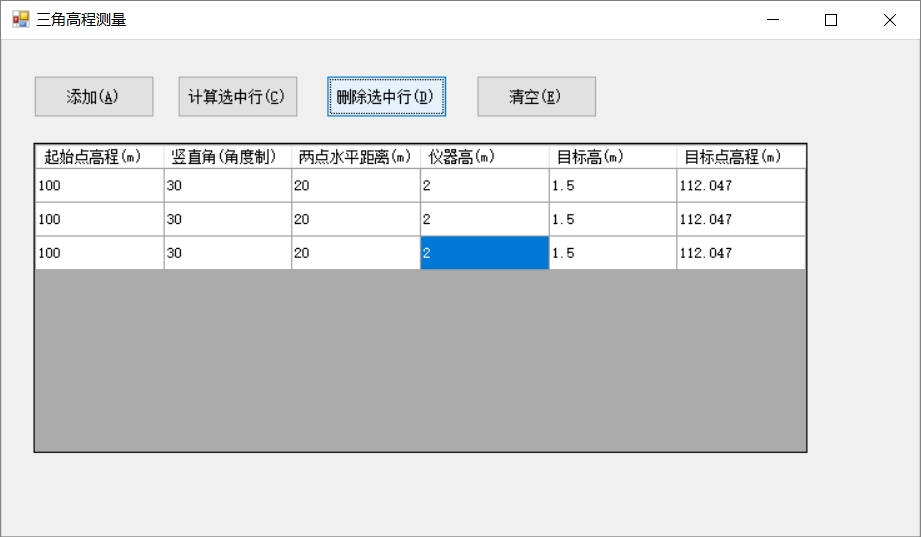 三角高程测量
添加(A) 计算选中行(C) 删除选中行(D) 清空(E)
起始点高程(m) 竖直角(角度制) 两点水平距离(m) 仪器高(m) 目标高(m) 目标点高程(m)
100 30 20 2 1.5 112.047
100 30 20 2 1.5 112.047
100 30 20 2 1.5 112.047